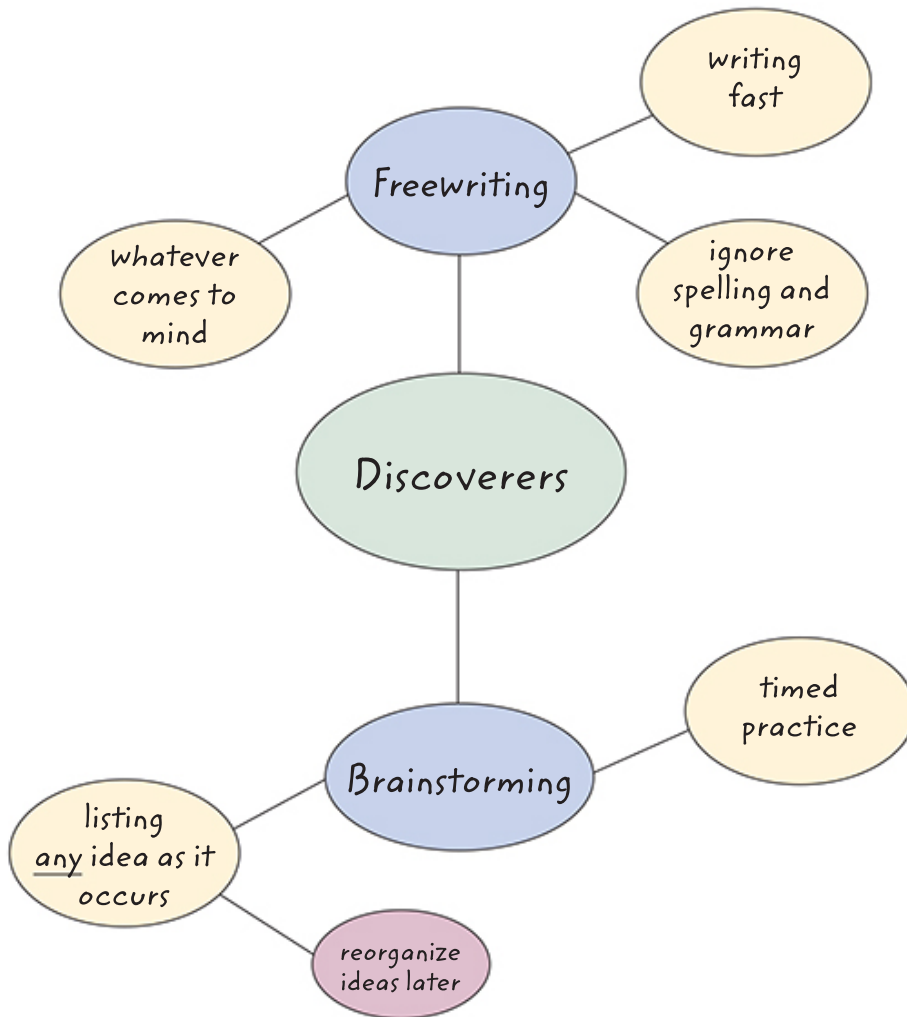 writing
fast
Freewriting
whatever
comes to
mind
ignore
spelling and
grammar
Discoverers
timed
practice
Brainstorming
listing
any idea as it
occurs
reorganize
ideas later